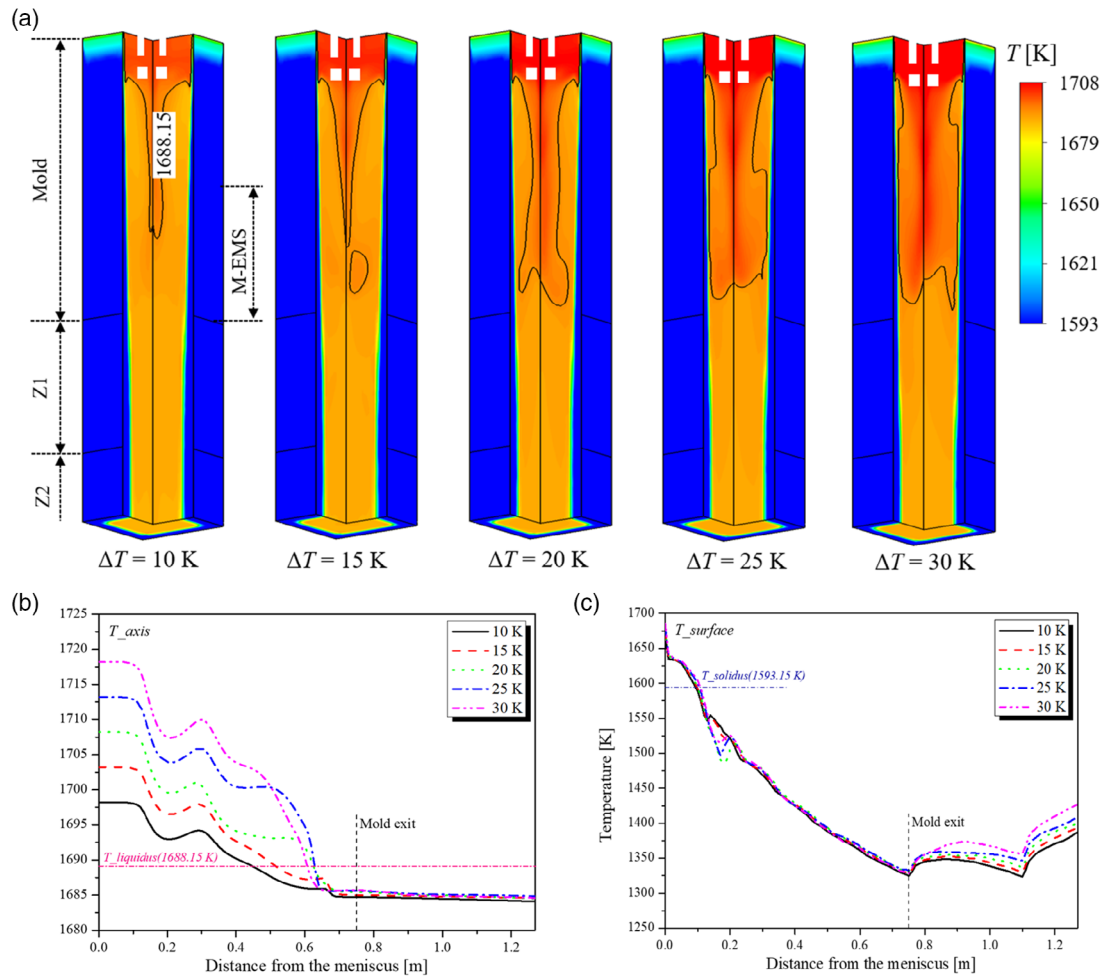 (a)
T [K]
1708
1679
1650
1621
1593
Mold
Z1
Z2
1688.15
M-EMS
ΔT = 10 K
ΔT = 15 K
ΔT = 20 K
ΔT = 25 K
ΔT = 30 K
(b)
T_axis
10 K
15 K
20 K
25 K
30 K
T_liquidus(1688.15 K)
Mold exit
1725
1720
1715
1710
1705
1700
1695
1690
1685
1680
0.0
0.2
0.4
0.6
0.8
1.0
1.2
Distance from the meniscus [m]
(c)
T_surface
10 K
15 K
20 K
25 K
30 K
T_solidus(1593.15 K)
Mold exit
Temperature [K]
1700
1650
1600
1550
1500
1450
1400
1350
1300
1250
0.0
0.2
0.4
0.6
0.8
1.0
1.2
Distance from the meniscus [m]